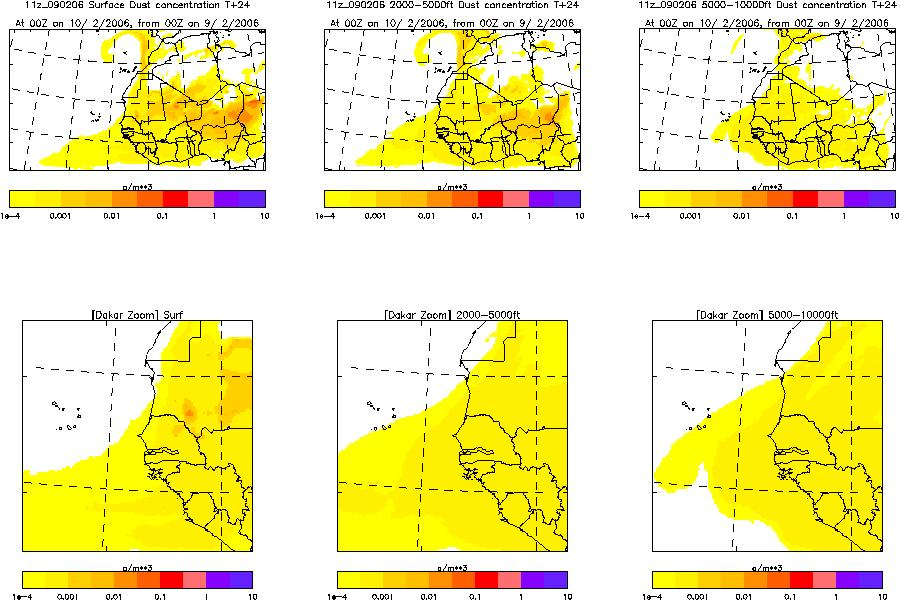 11z_090206 Surface Dust concentration T+24
At 00Z on 10/ 2/2006, from 00Z on 9/ 2/2006
g/m**3
1e-4 0.001 0.01 0.1 1 10
11z_090206 2000-5000ft Dust concentration T+24
At 00Z on 10/ 2/2006, from 00Z on 9/ 2/2006
g/m**3
1e-4 0.001 0.01 0.1 1 10
11z_090206 5000-10000ft Dust concentration T+24
At 00Z on 10/ 2/2006, from 00Z on 9/ 2/2006
g/m**3
1e-4 0.001 0.01 0.1 1 10
[Dakar Zoom] Surf
g/m**3
1e-4 0.001 0.01 0.1 1 10
[Dakar Zoom] 2000-5000ft
g/m**3
1e-4 0.001 0.01 0.1 1 10
[Dakar Zoom] 5000-10000ft
g/m**3
1e-4 0.001 0.01 0.1 1 10